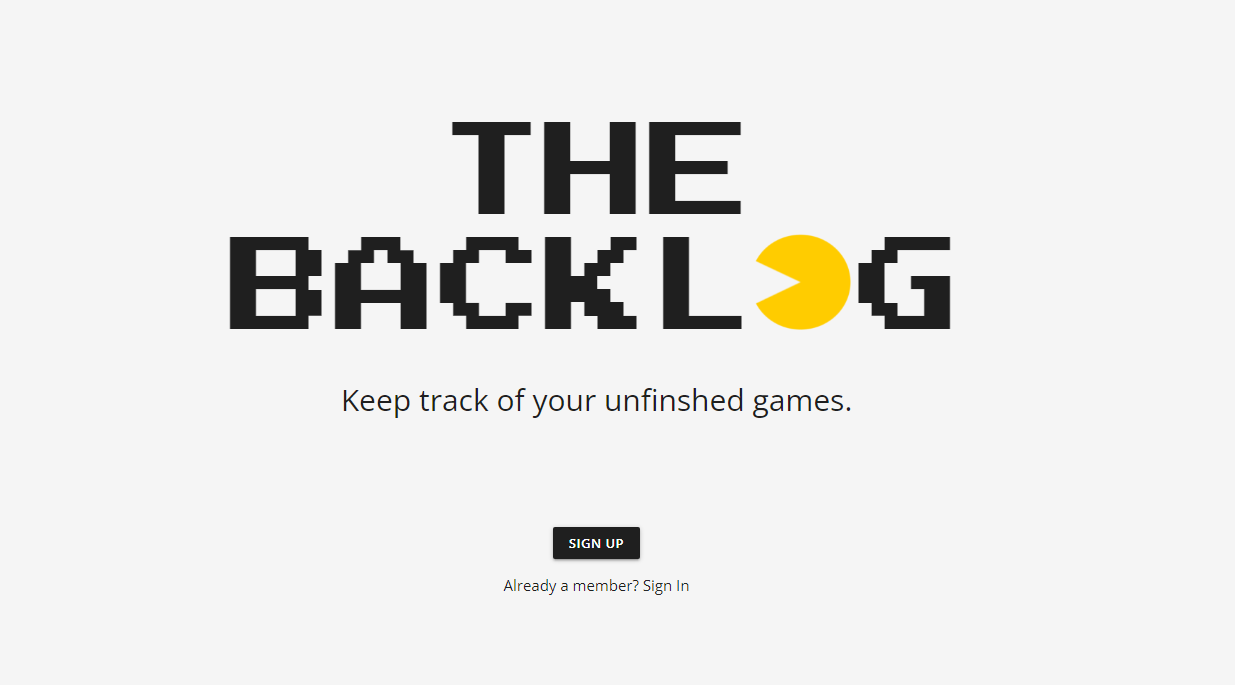 THE
BACKLOG
Keep track of your unfinshed games.
SIGN UP
Already a member? Sign In